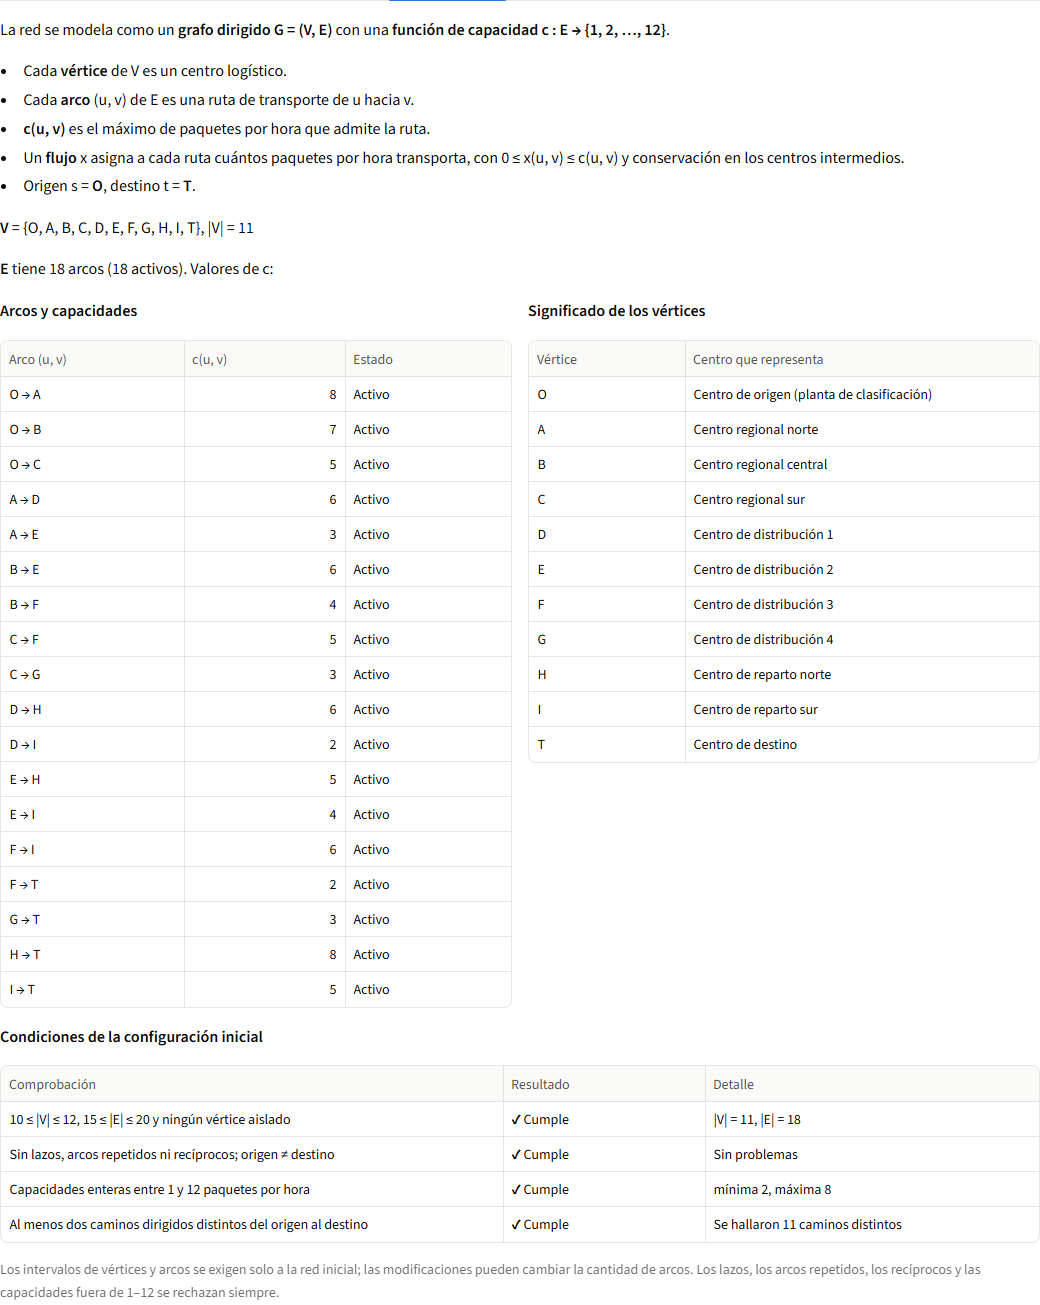 La red se modela como un grafo dirigido G = (V, E) con una función de capacidad c : E → {1, 2, …, 12}.
• Cada vértice de V es un centro logístico.
• Cada arco (u, v) de E es una ruta de transporte de u hacia v.
• c(u, v) es el máximo de paquetes por hora que admite la ruta.
• Un flujo x asigna a cada ruta cuántos paquetes por hora transporta, con 0 ≤ x(u, v) ≤ c(u, v) y conservación en los centros intermedios.
• Origen s = O, destino t = T.
V = {O, A, B, C, D, E, F, G, H, I, T}, |V| = 11
E tiene 18 arcos (18 activos). Valores de c:
Arcos y capacidades
Arco (u, v) c(u, v) Estado
O → A 8 Activo
O → B 7 Activo
O → C 5 Activo
A → D 6 Activo
A → E 3 Activo
B → E 6 Activo
B → F 4 Activo
C → F 5 Activo
C → G 3 Activo
D → H 6 Activo
D → I 2 Activo
E → H 5 Activo
E → I 4 Activo
F → I 6 Activo
F → T 2 Activo
G → T 3 Activo
H → T 8 Activo
I → T 5 Activo
Significado de los vértices
Vértice Centro que representa
O Centro de origen (planta de clasificación)
A Centro regional norte
B Centro regional central
C Centro regional sur
D Centro de distribución 1
E Centro de distribución 2
F Centro de distribución 3
G Centro de distribución 4
H Centro de reparto norte
I Centro de reparto sur
T Centro de destino
Condiciones de la configuración inicial
Comprobación Resultado Detalle
10 ≤ |V| ≤ 12, 15 ≤ |E| ≤ 20 y ningún vértice aislado ✓ Cumple |V| = 11, |E| = 18
Sin lazos, arcos repetidos ni recíprocos; origen ≠ destino ✓ Cumple Sin problemas
Capacidades enteras entre 1 y 12 paquetes por hora ✓ Cumple mínima 2, máxima 8
Al menos dos caminos dirigidos distintos del origen al destino ✓ Cumple Se hallaron 11 caminos distintos
Los intervalos de vértices y arcos se exigen solo a la red inicial; las modificaciones pueden cambiar la cantidad de arcos. Los lazos, los arcos repetidos, los recíprocos y las
capacidades fuera de 1–12 se rechazan siempre.